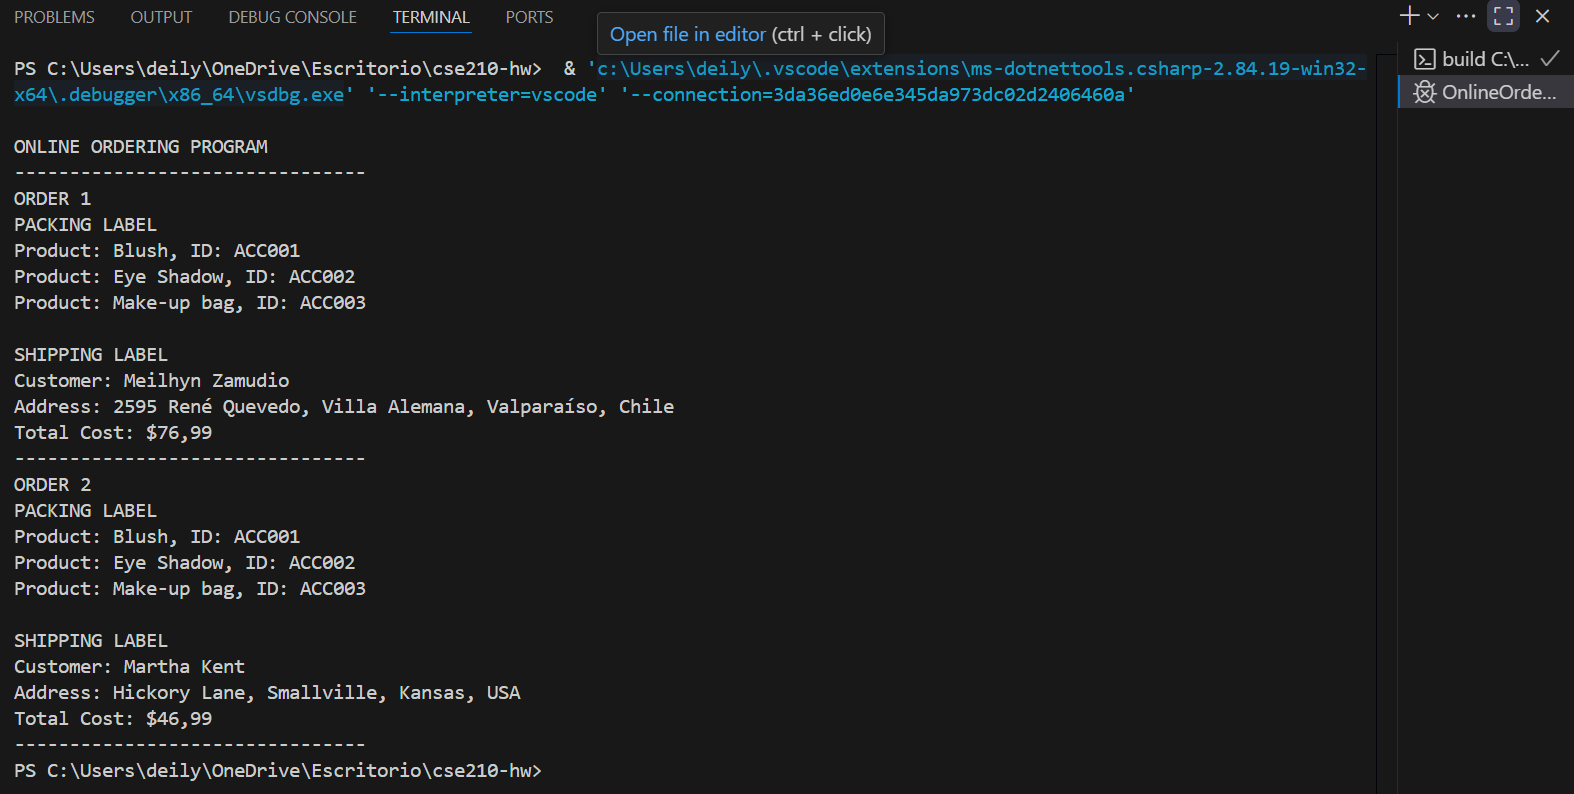 PROBLEMS OUTPUT DEBUG CONSOLE TERMINAL PORTS
Open file in editor (ctrl + click)
PS C:\Users\deily\OneDrive\Escritorio\cse210-hw>  & 'c:\Users\deily\.vscode\extensions\ms-dotnettools.csharp-2.84.19-win32-
x64\.debugger\x86_64\vsdbg.exe' '--interpreter=vscode' '--connection=3da36ed0e6e345da973dc02d2406460a'
build C:\...
OnlineOrde...
ONLINE ORDERING PROGRAM
--------------------------------
ORDER 1
PACKING LABEL
Product: Blush, ID: ACC001
Product: Eye Shadow, ID: ACC002
Product: Make-up bag, ID: ACC003
SHIPPING LABEL
Customer: Meilhyn Zamudio
Address: 2595 René Quevedo, Villa Alemana, Valparaíso, Chile
Total Cost: $76,99
--------------------------------
ORDER 2
PACKING LABEL
Product: Blush, ID: ACC001
Product: Eye Shadow, ID: ACC002
Product: Make-up bag, ID: ACC003
SHIPPING LABEL
Customer: Martha Kent
Address: Hickory Lane, Smallville, Kansas, USA
Total Cost: $46,99
--------------------------------
PS C:\Users\deily\OneDrive\Escritorio\cse210-hw>